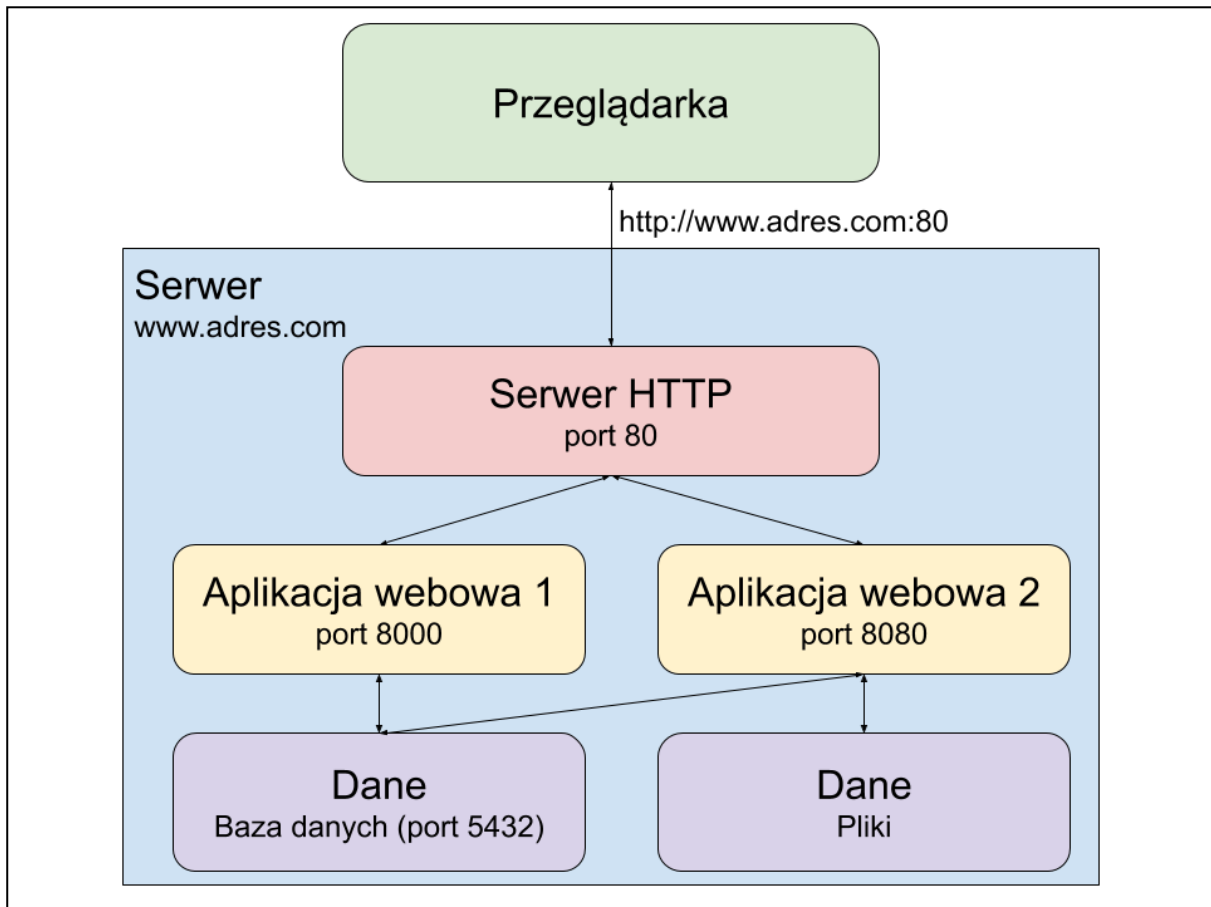 Przeglądarka
http://www.adres.com:80
Serwer
www.adres.com
Serwer HTTP
port 80
Aplikacja webowa 1
port 8000
Aplikacja webowa 2
port 8080
Dane
Baza danych (port 5432)
Dane
Pliki